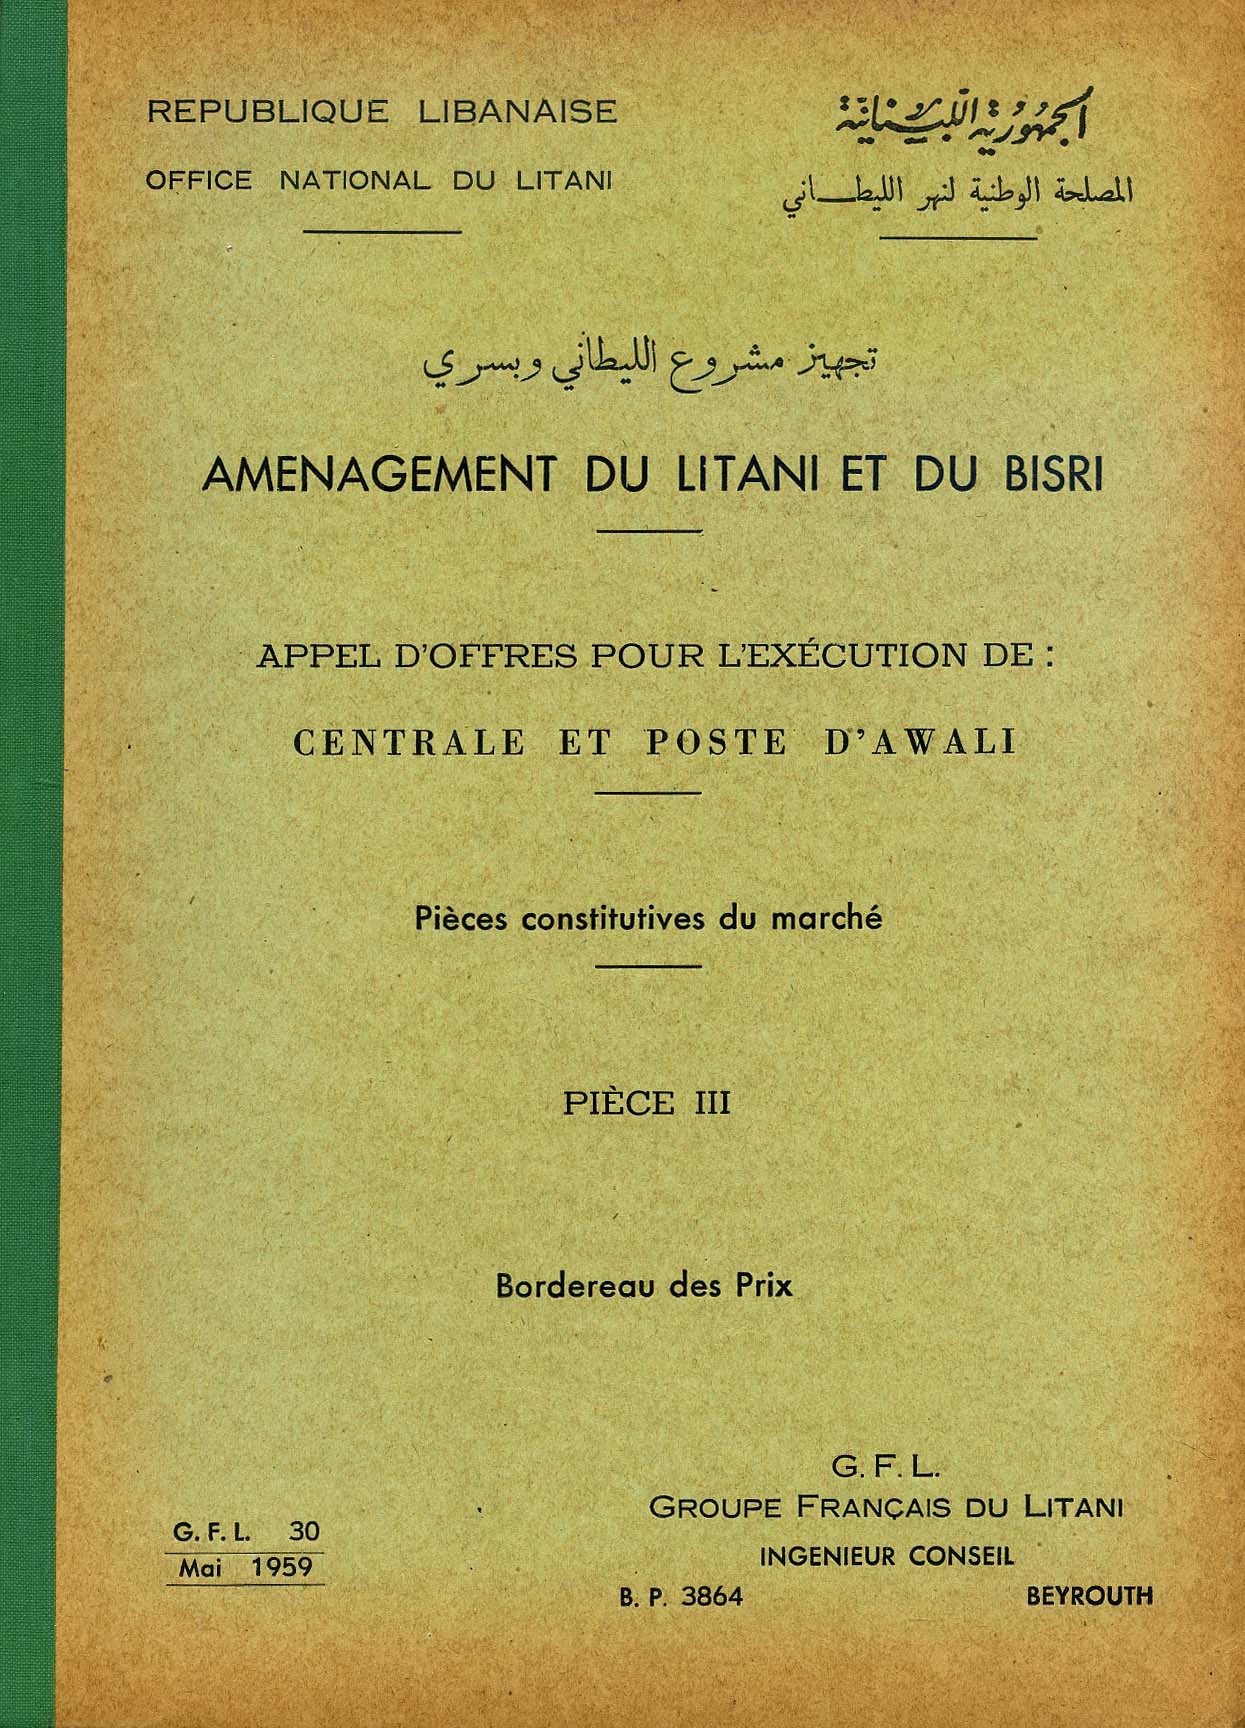 REPUBLIQUE LIBANAISE
OFFICE NATIONAL DU LITANI
الجمهورية اللبنانية
المصلحة الوطنية لنهر الليطاني
تجهيز مشروع الليطاني وبسري
AMENAGEMENT DU LITANI ET DU BISRI
APPEL D'OFFRES POUR L'EXÉCUTION DE :
CENTRALE ET POSTE D'AWALI
Pièces constitutives du marché
PIÈCE III
Bordereau des Prix
G. F. L. 30
Mai 1959
G. F. L.
GROUPE FRANÇAIS DU LITANI
INGENIEUR CONSEIL
B. P. 3864 BEYROUTH